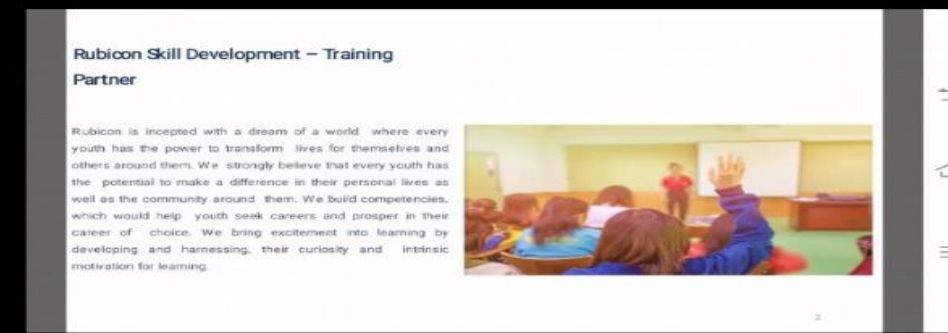 Rubicon Skill Development – Training
Partner
Rubicon is incepted with a dream of a world where every
youth has the power to transform lives for themselves and
others around them. We strongly believe that every youth has
the potential to make a difference in their personal lives as
well as the community around them. We build competencies,
which would help youth seek careers and prosper in their
career of choice. We bring excitement into learning by
developing and harnessing, their curiosity and intrinsic
motivation for learning.
2